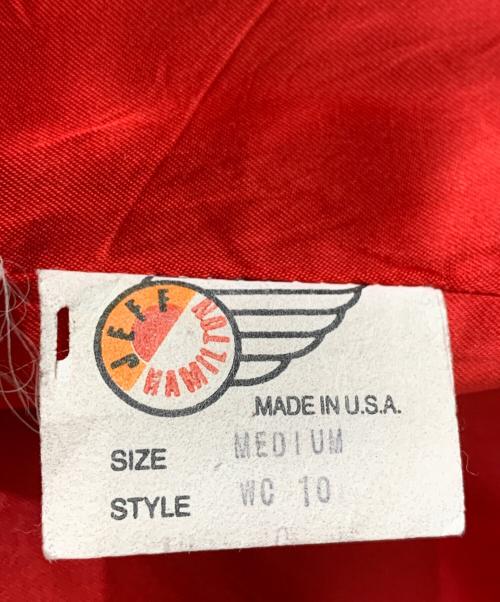 JEFF
HAMILTON
MADE IN U.S.A.
SIZE MEDIUM
STYLE WC 10